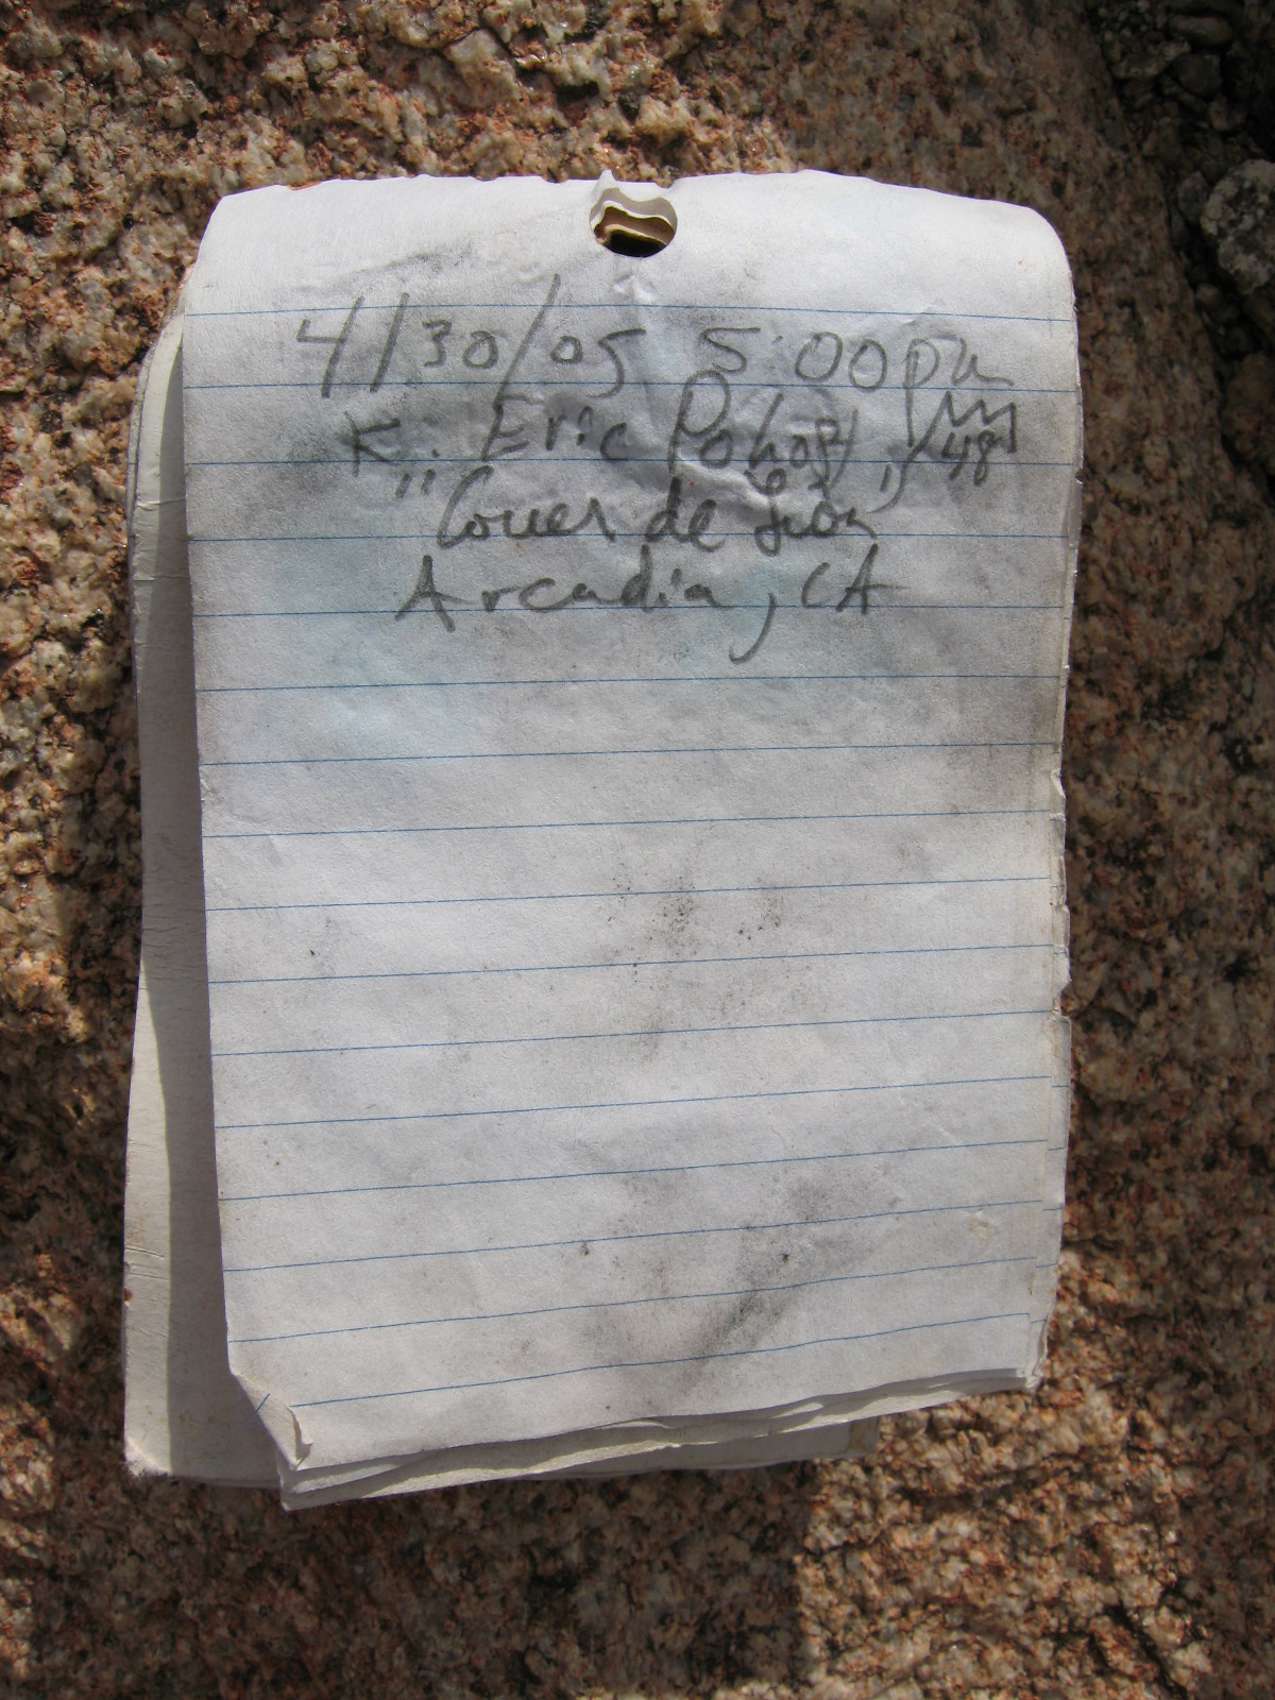 4/30/05 5:00pm
K. Eric
Couer de
Arcadia, CA